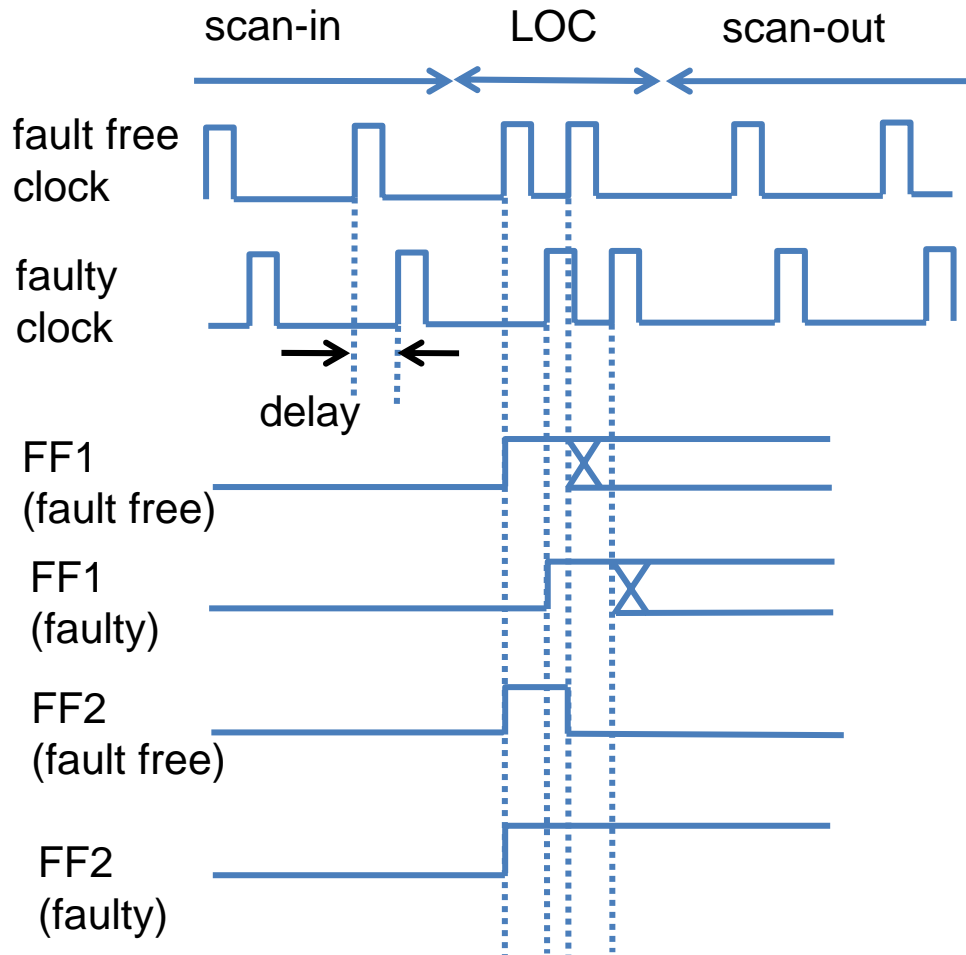 scan-in LOC scan-out
fault free
clock
faulty
clock
delay
FF1
(fault free)
FF1
(faulty)
FF2
(fault free)
FF2
(faulty)